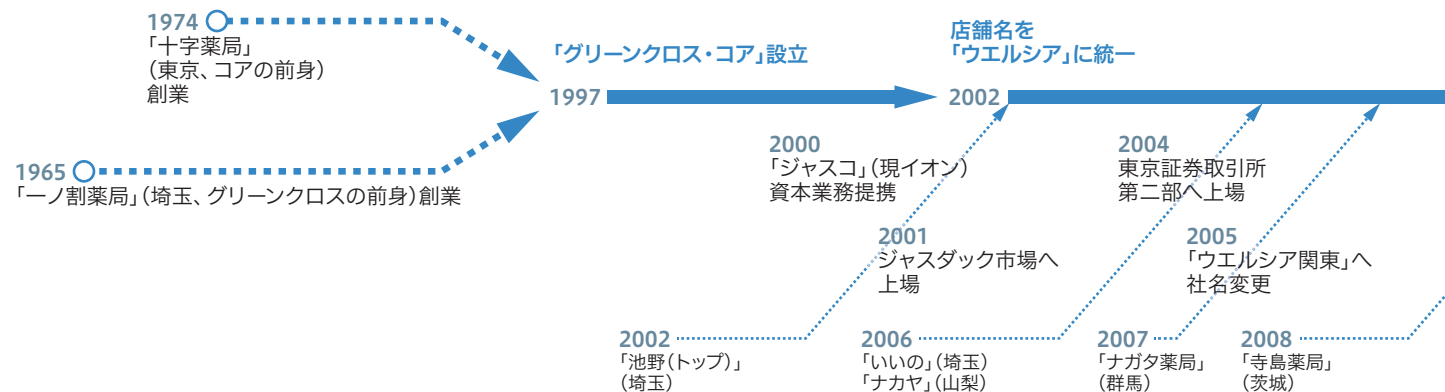 1974
「十字薬局」
(東京、コアの前身)
創業
1965
「一ノ割薬局」(埼玉、グリーンクロスの前身)創業
「グリーンクロス・コア」設立
1997
店舗名を
「ウエルシア」に統一
2002
2000
「ジャスコ」(現イオン)
資本業務提携
2001
ジャスダック市場へ
上場
2004
東京証券取引所
第二部へ上場
2005
「ウエルシア関東」へ
社名変更
2002
「池野(トップ)」
(埼玉)
2006
「いいの」(埼玉)
「ナカヤ」(山梨)
2007
「ナガタ薬局」
(群馬)
2008
「寺島薬局」
(茨城)